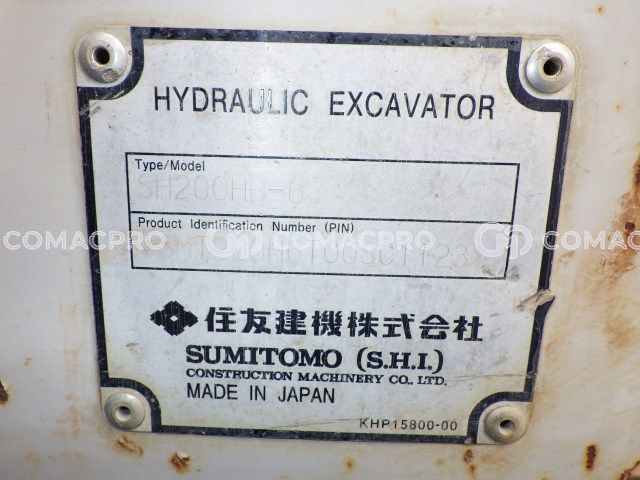 HYDRAULIC EXCAVATOR
Type/Model
SH200HB-6
Product Identification Number (PIN)
COMACPRO COMACPRO COMACPRO
住友建機株式会社
SUMITOMO (S.H.I.)
CONSTRUCTION MACHINERY CO., LTD.
MADE IN JAPAN
KHP15800-00